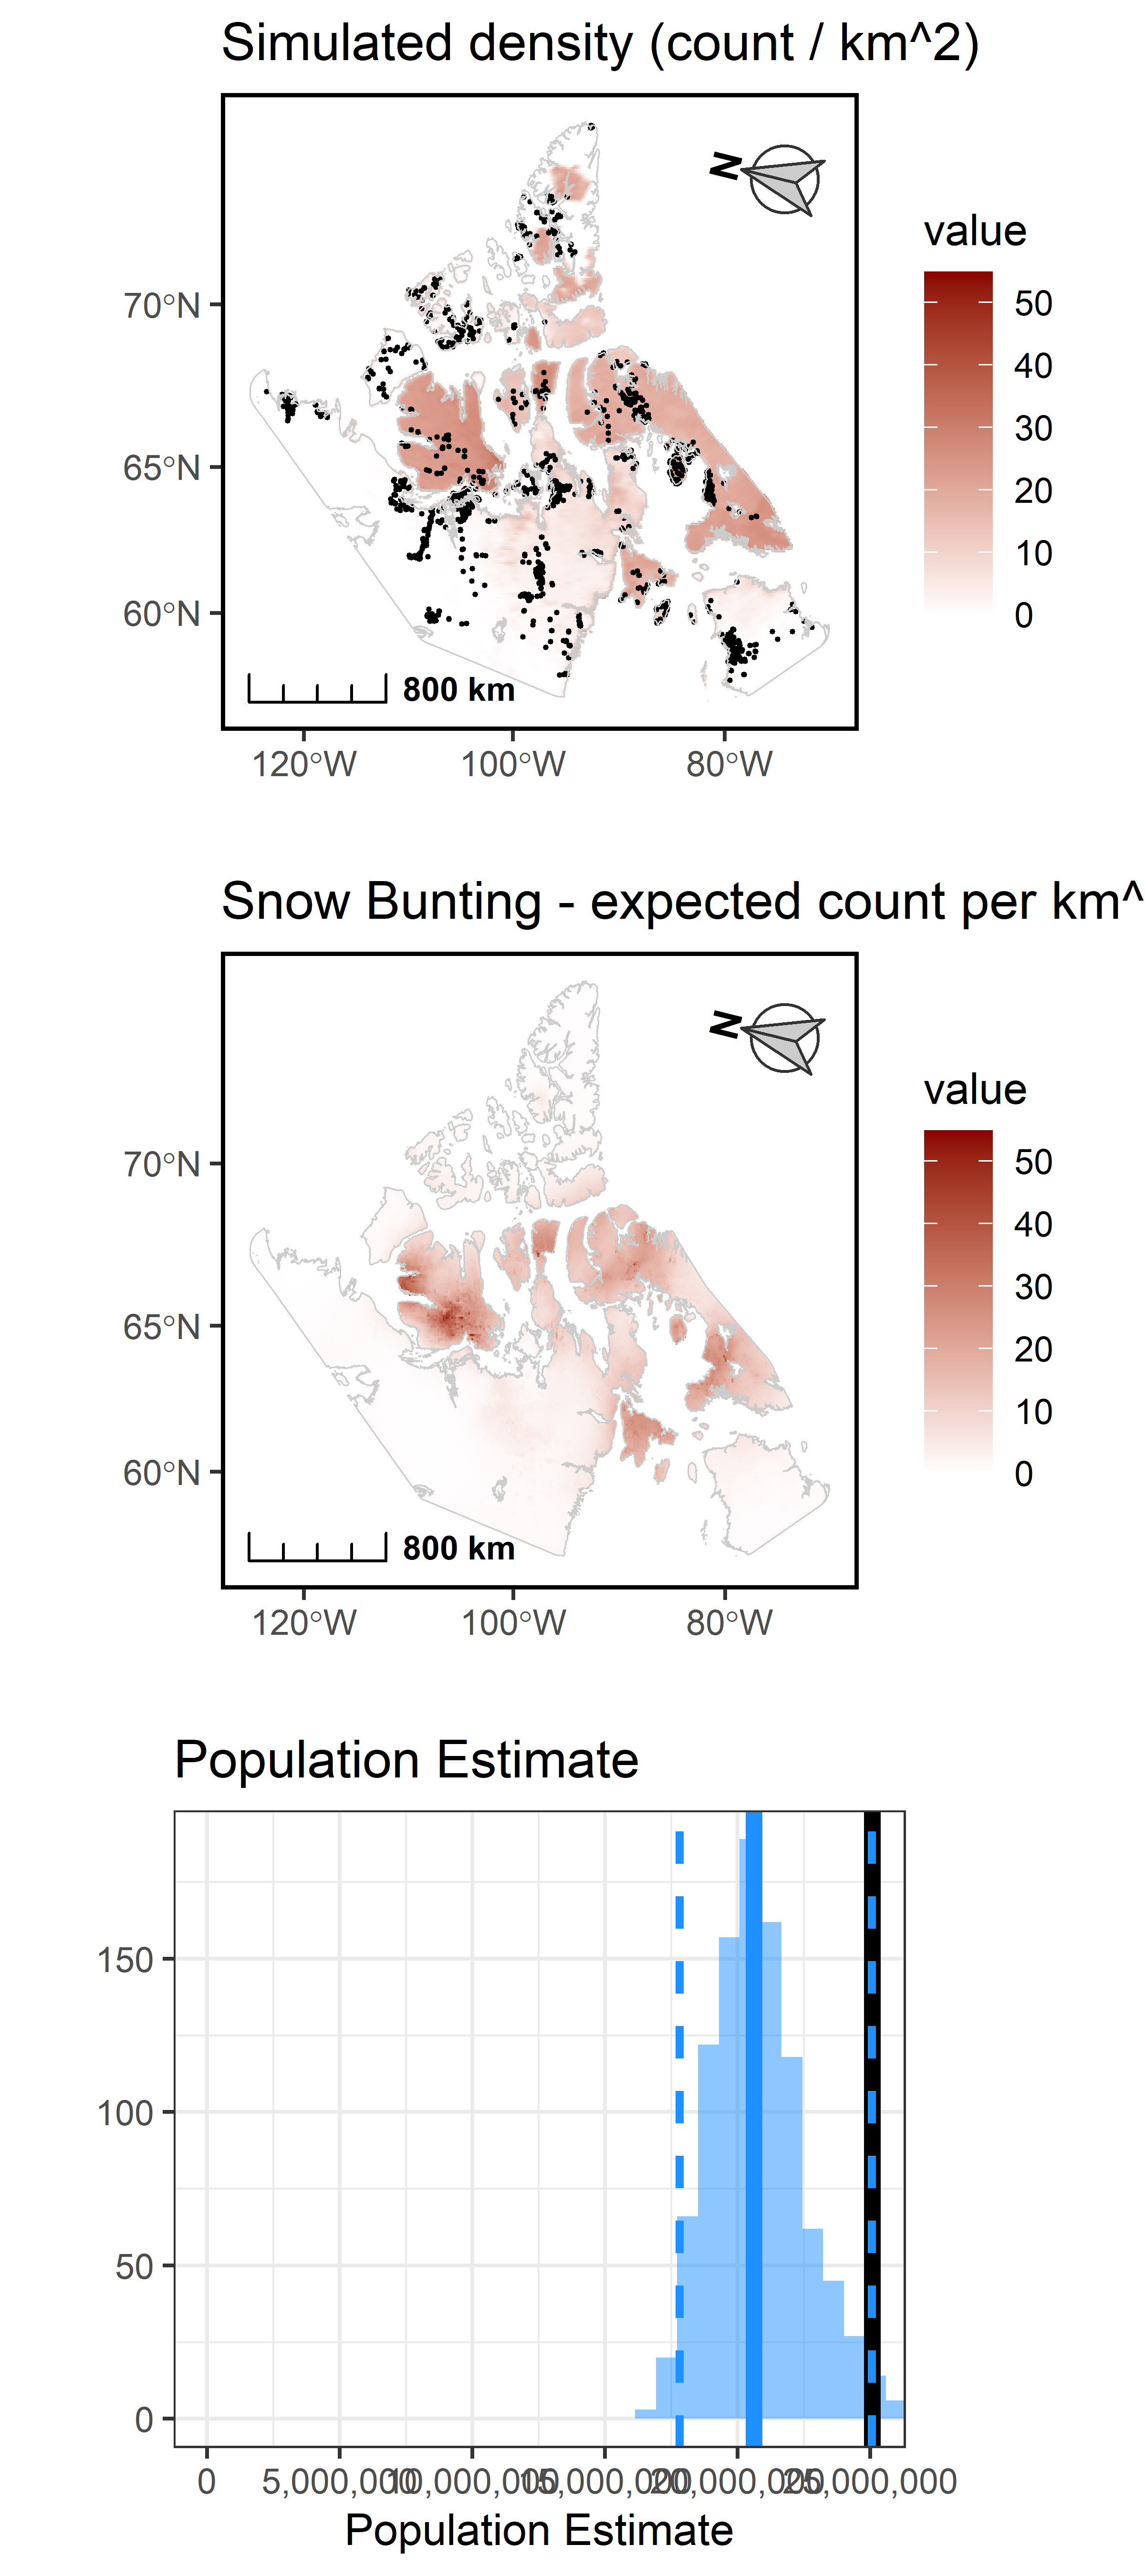 Simulated density (count / km^2)
N
value
50
40
30
20
10
0
70°N
65°N
60°N
800 km
120°W
100°W
80°W
Snow Bunting - expected count per km^
N
value
50
40
30
20
10
0
70°N
65°N
60°N
800 km
120°W
100°W
80°W
Population Estimate
150
100
50
0
0 5,000,000 10,000,000 15,000,000 20,000,000 25,000,000
Population Estimate